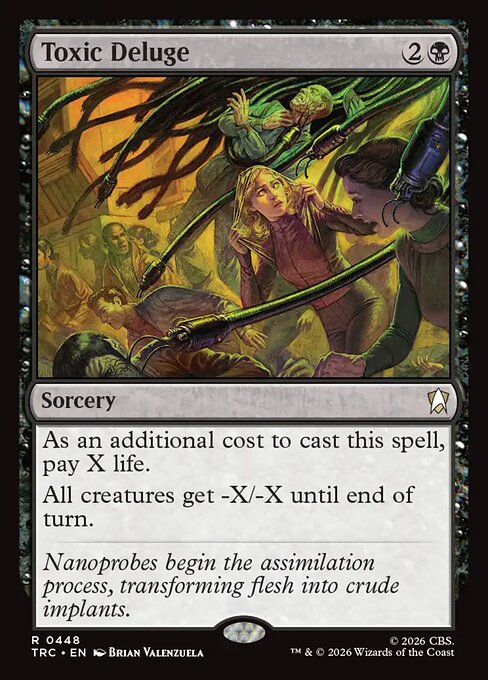 Toxic Deluge 2
Sorcery
As an additional cost to cast this spell,
pay X life.
All creatures get -X/-X until end of
turn.
Nanoprobes begin the assimilation
process, transforming flesh into crude
implants.
R 0448
TRC • EN Brian Valenzuela
© 2026 CBS.
™ & © 2026 Wizards of the Coast